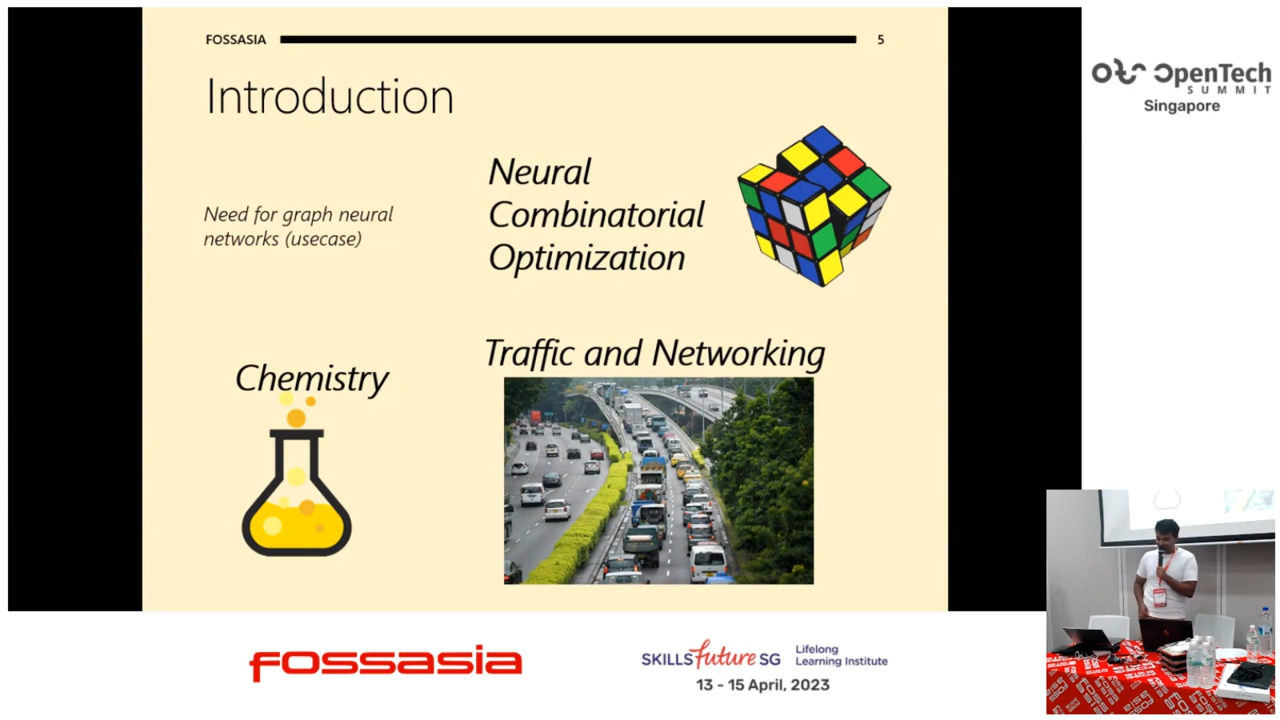 FOSSASIA
5
Introduction
Neural
Combinatorial
Optimization
Need for graph neural
networks (usecase)
Traffic and Networking
Chemistry
OpenTech
SUMMIT
Singapore
fossasia
SKILLSfuture SG
Lifelong
Learning Institute
13 - 15 April, 2023